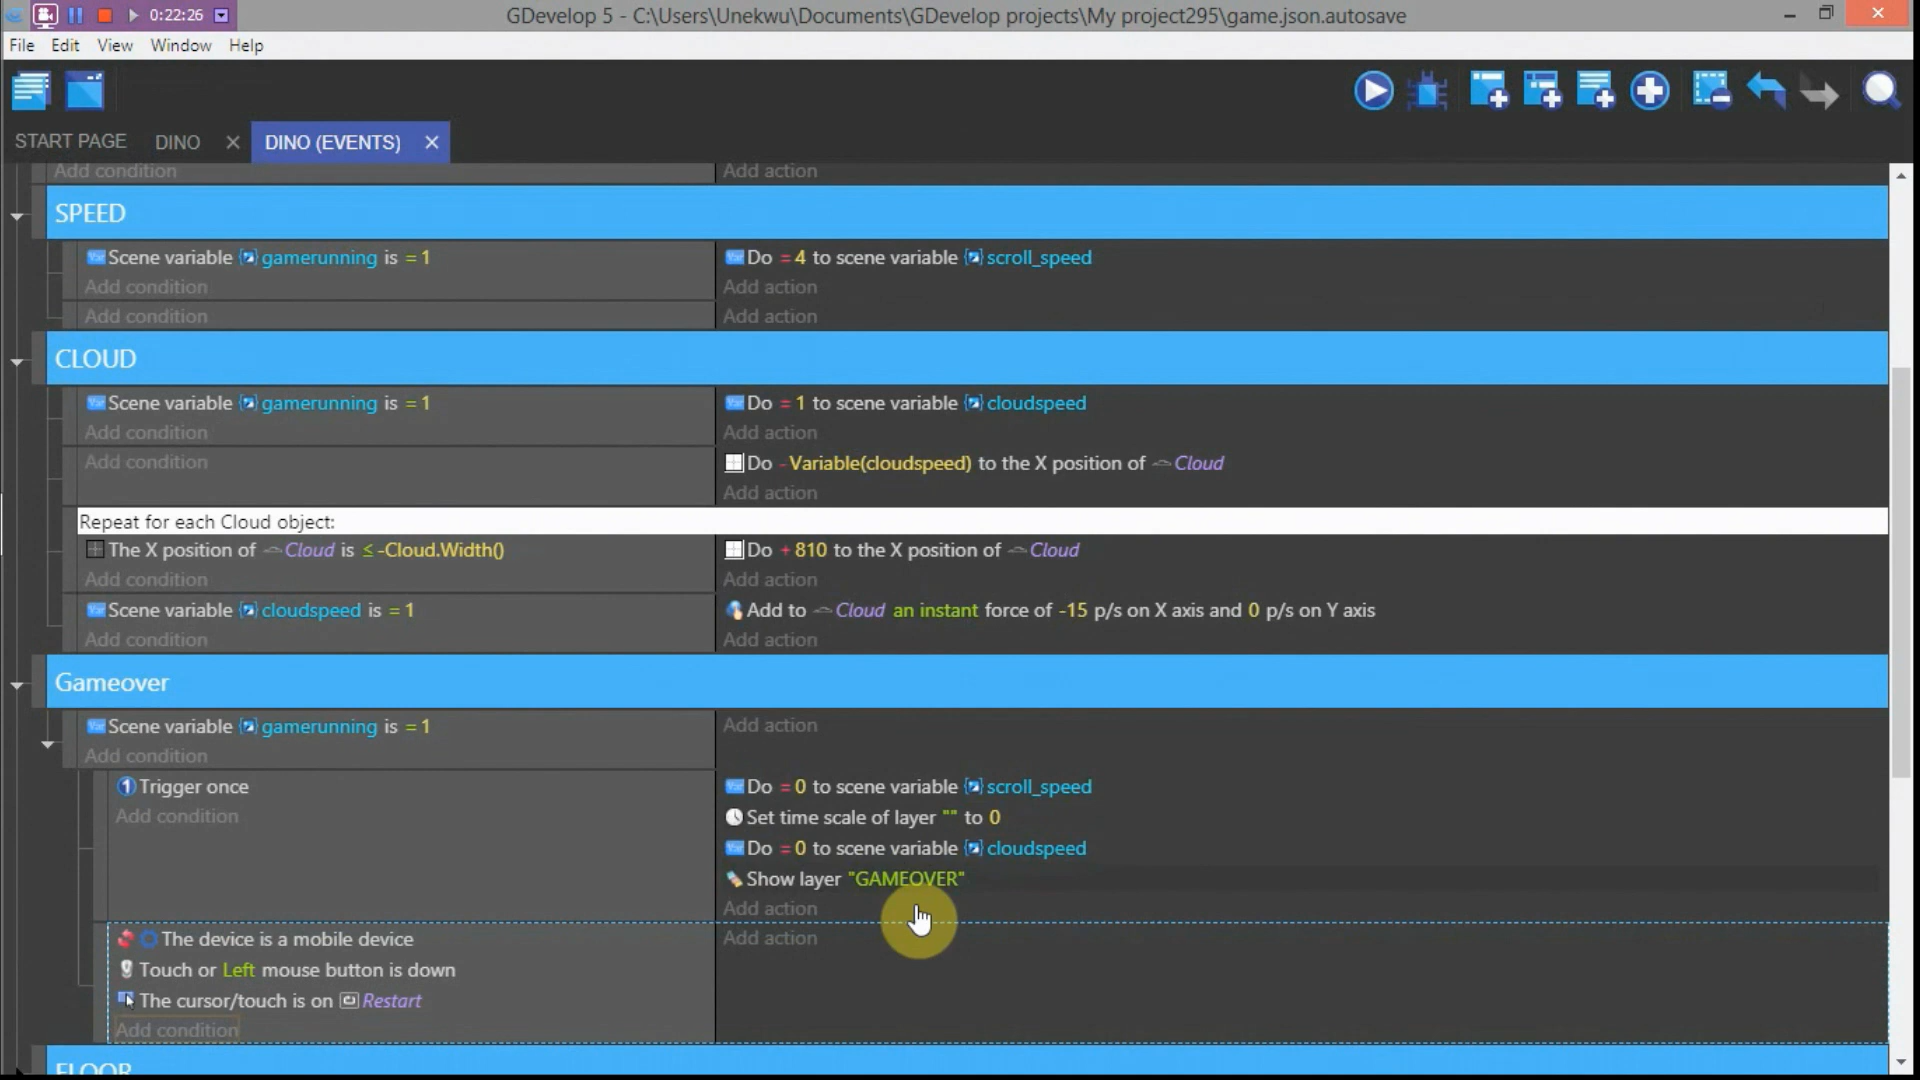 0:22:26
GDevelop 5 - C:\Users\Unekwu\Documents\GDevelop projects\My project295\game.json.autosave
File Edit View Window Help
START PAGE DINO DINO (EVENTS)
Add condition Add action
SPEED
Scene variable gamerunning is = 1 Do = 4 to scene variable scroll_speed
Add condition Add action
Add condition Add action
CLOUD
Scene variable gamerunning is = 1 Do = 1 to scene variable cloudspeed
Add condition Add action
Add condition Do - Variable(cloudspeed) to the X position of Cloud
Add action
Repeat for each Cloud object:
The X position of Cloud is ≤ -Cloud.Width() Do + 810 to the X position of Cloud
Add condition Add action
Scene variable cloudspeed is = 1 Add to Cloud an instant force of -15 p/s on X axis and 0 p/s on Y axis
Add condition Add action
Gameover
Scene variable gamerunning is = 1 Add action
Add condition
Trigger once Do = 0 to scene variable scroll_speed
Add condition Set time scale of layer "" to 0
Do = 0 to scene variable cloudspeed
Show layer "GAMEOVER"
Add action
The device is a mobile device Add action
Touch or Left mouse button is down
The cursor/touch is on Restart
Add condition
FLOOR